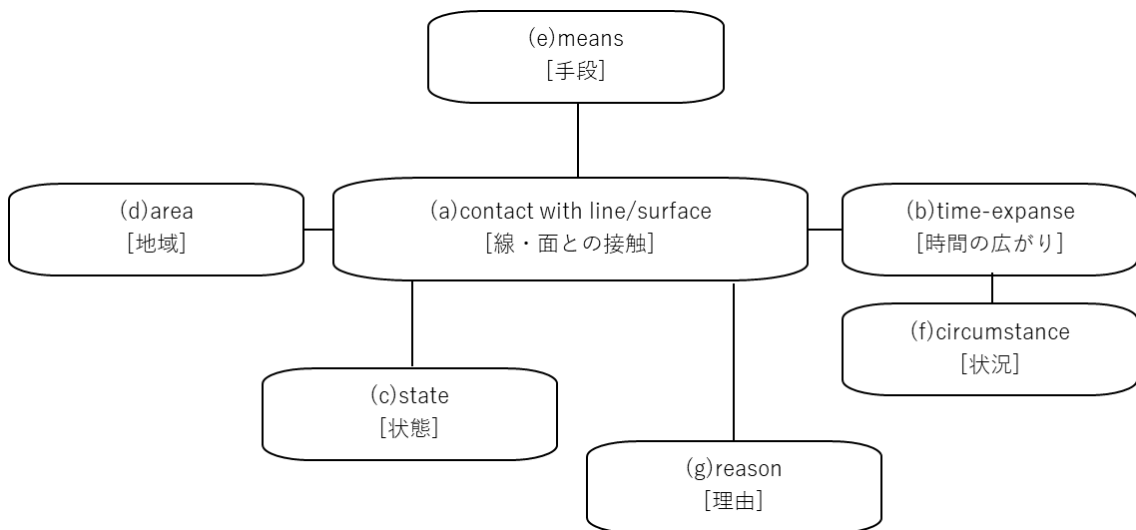 (e)means
[手段]
(d)area
[地域]
(a)contact with line/surface
[線・面との接触]
(b)time-expanse
[時間の広がり]
(f)circumstance
[状況]
(c)state
[状態]
(g)reason
[理由]